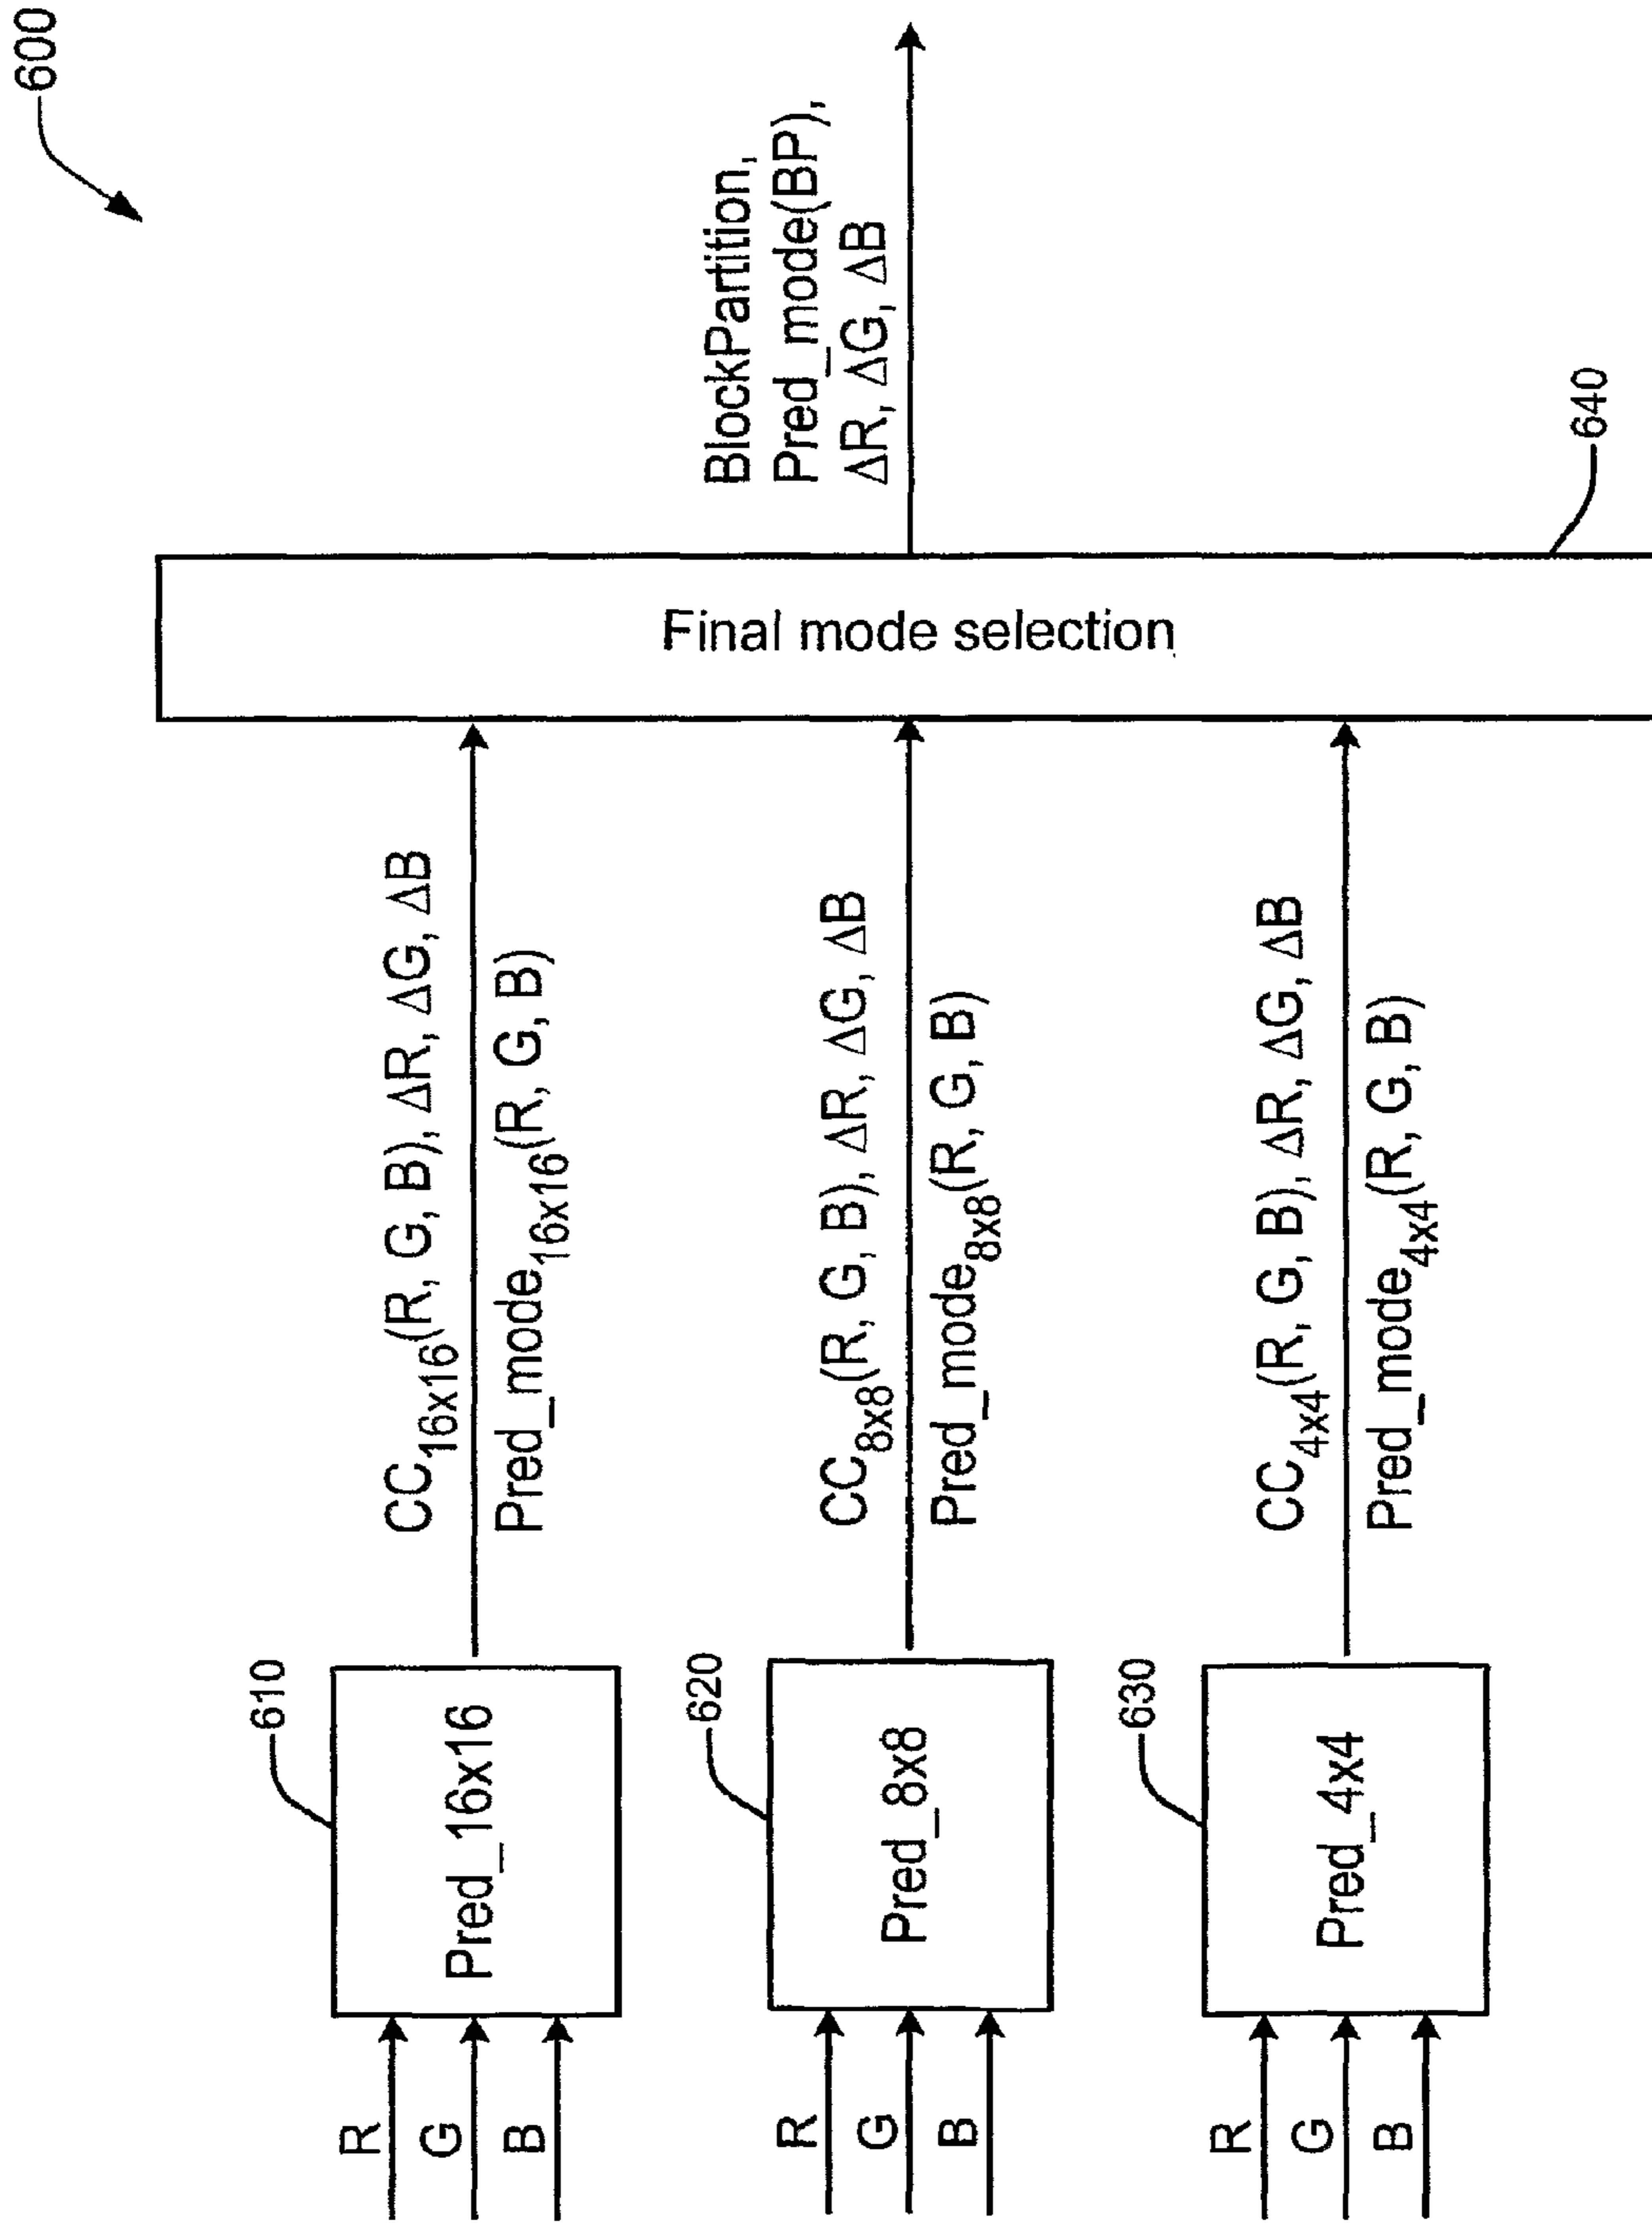 600
R
G
B
610
Pred_16x16
CC16x16(R, G, B), ΔR, ΔG, ΔB
Pred_mode16x16(R, G, B)
R
G
B
620
Pred_8x8
CC8x8(R, G, B), ΔR, ΔG, ΔB
Pred_mode8x8(R, G, B)
R
G
B
630
Pred_4x4
CC4x4(R, G, B), ΔR, ΔG, ΔB
Pred_mode4x4(R, G, B)
Final mode selection
640
BlockPartition,
Pred_mode(BP),
ΔR, ΔG, ΔB